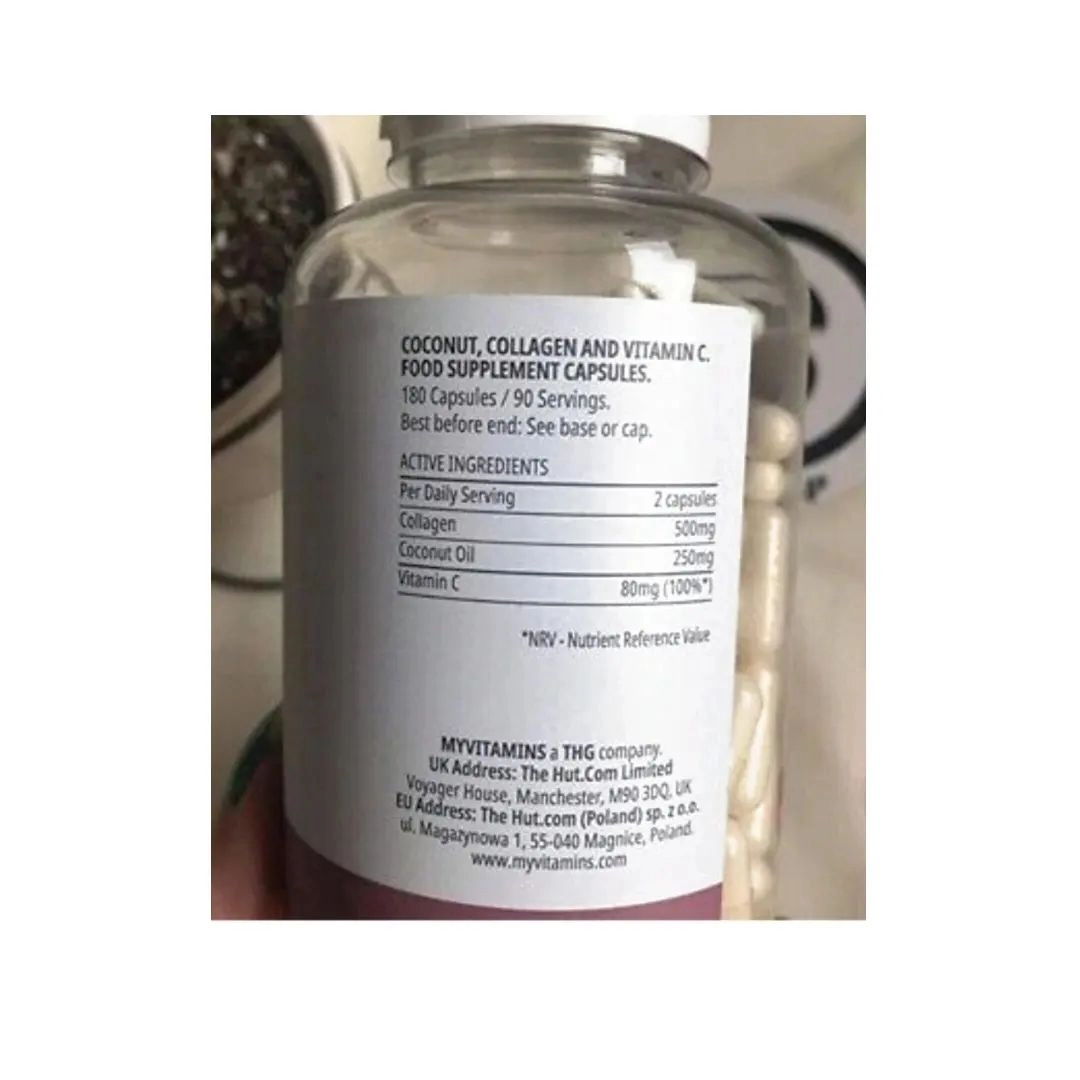 COCONUT, COLLAGEN AND VITAMIN C.
FOOD SUPPLEMENT CAPSULES.
180 Capsules / 90 Servings.
Best before end: See base or cap.
ACTIVE INGREDIENTS
Per Daily Serving 2 capsules
Collagen 500mg
Coconut Oil 250mg
Vitamin C 80mg (100%*)
*NRV - Nutrient Reference Value
MYVITAMINS a THG company.
UK Address: The Hut.Com Limited
Voyager House, Manchester, M90 3DQ, UK
EU Address: The Hut.com (Poland) sp. z o.o.
ul. Magazynowa 1, 55-040 Magnice, Poland.
www.myvitamins.com